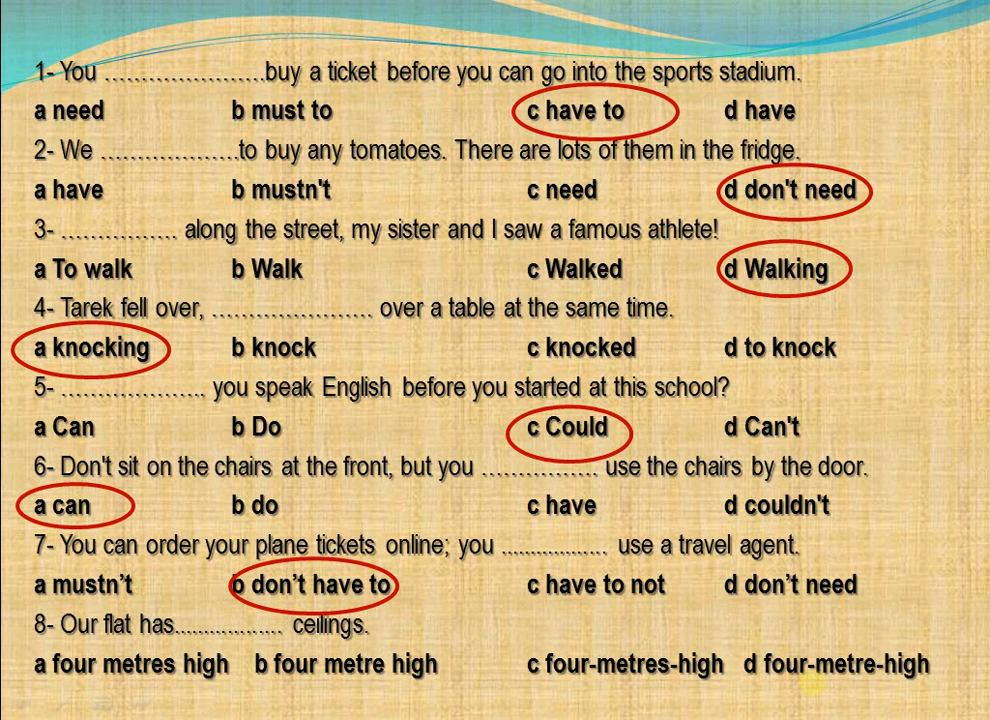 1- You ........................buy a ticket before you can go into the sports stadium.
a need b must to c have to d have
2- We ...................to buy any tomatoes. There are lots of them in the fridge.
a have b mustn't c need d don't need
3- ................ along the street, my sister and I saw a famous athlete!
a To walk b Walk c Walked d Walking
4- Tarek fell over, ...................... over a table at the same time.
a knocking b knock c knocked d to knock
5- .................... you speak English before you started at this school?
a Can b Do c Could d Can't
6- Don't sit on the chairs at the front, but you ................ use the chairs by the door.
a can b do c have d couldn't
7- You can order your plane tickets online; you .................. use a travel agent.
a mustn’t b don’t have to c have to not d don’t need
8- Our flat has................... ceilings.
a four metres high b four metre high c four-metres-high d four-metre-high